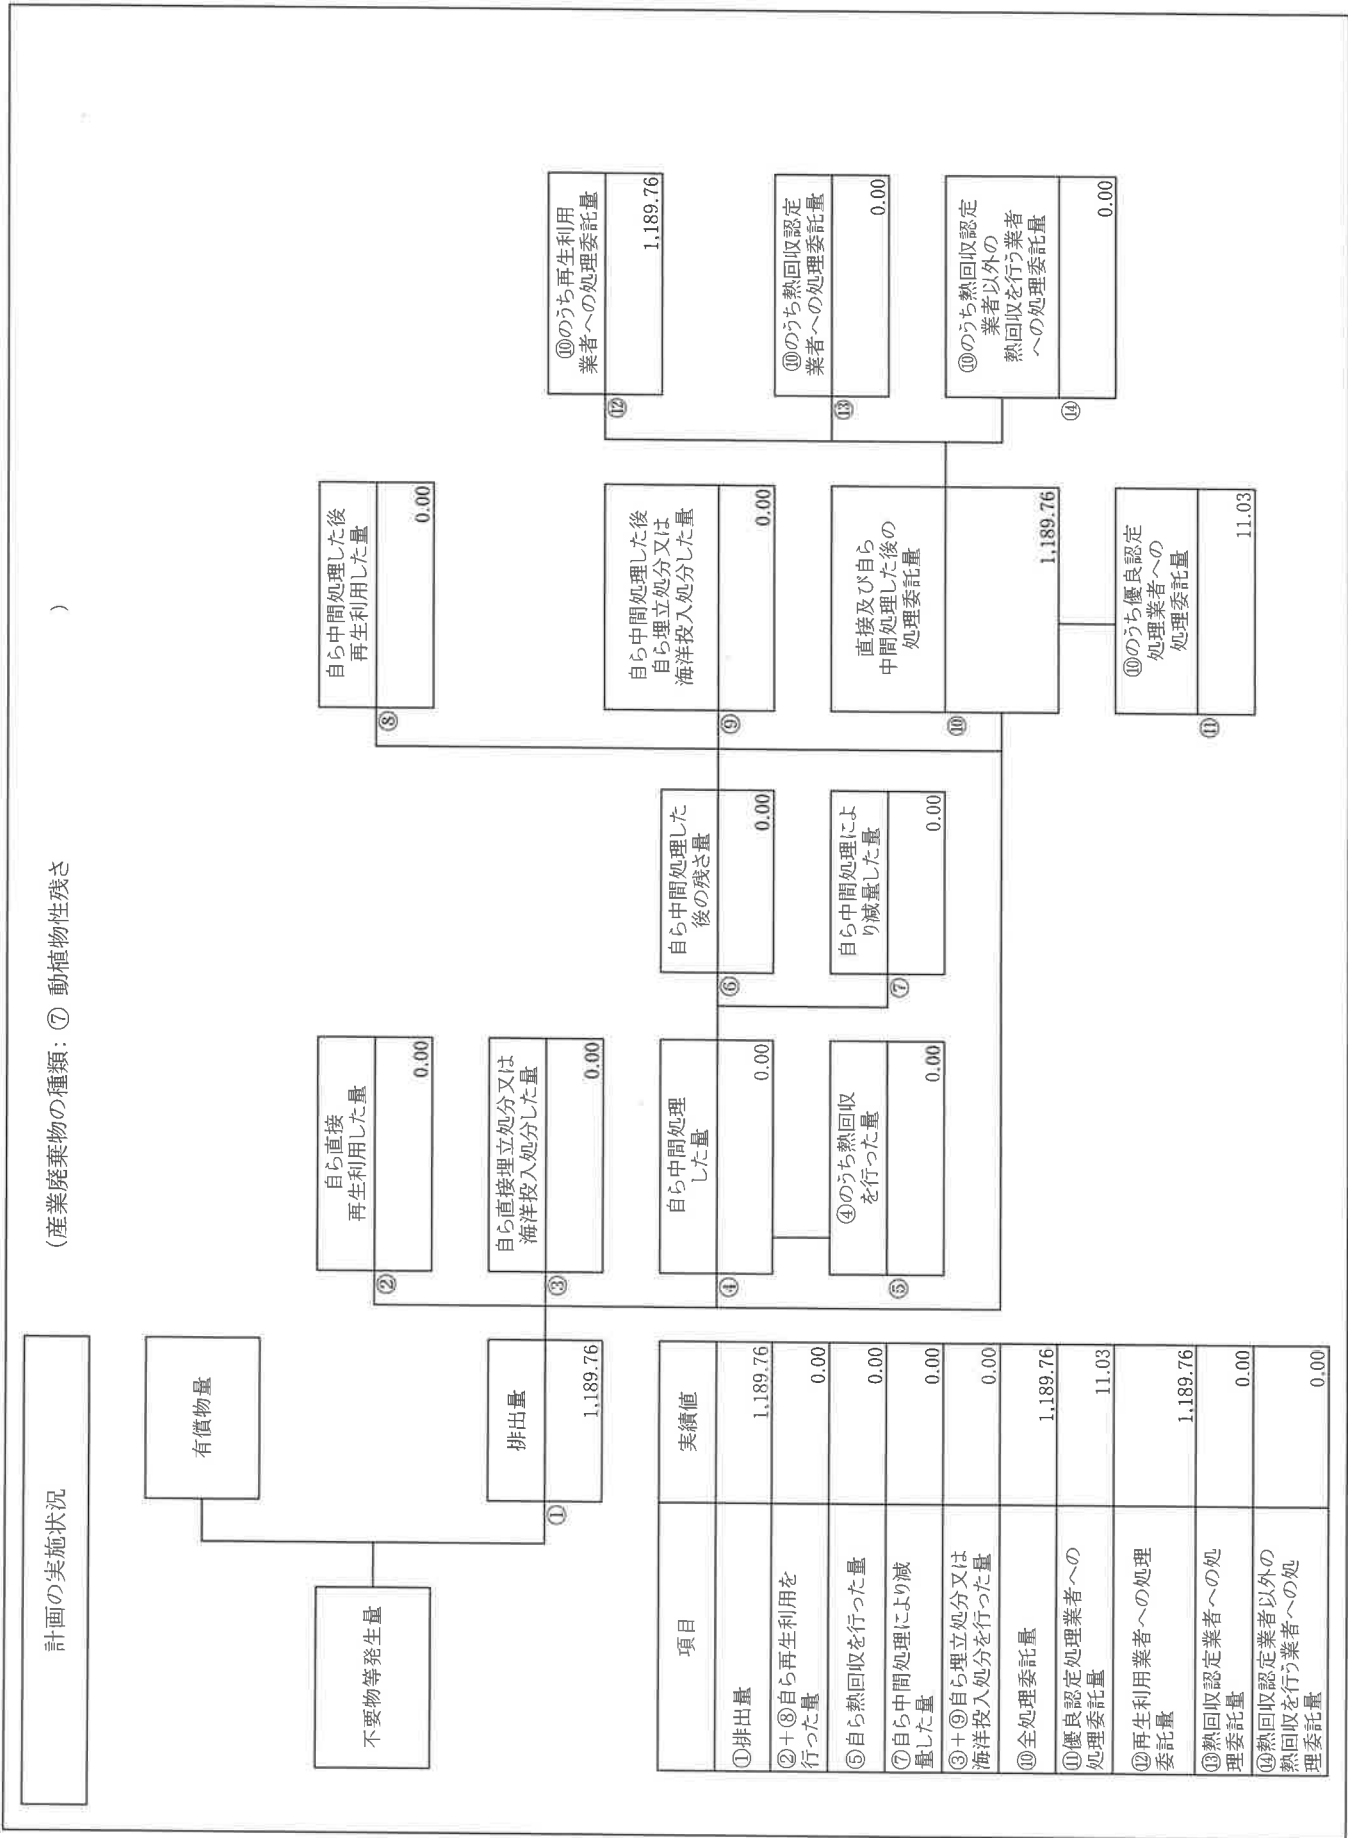 計画の実施状況
(産業廃棄物の種類: ⑦ 動植物性残さ )
不要物等発生量
有償物量
①
排出量
1,189.76
②
自ら直接
再生利用した量
0.00
③
自ら直接埋立処分又は
海洋投入処分した量
0.00
④
自ら中間処理
した量
0.00
⑤
④のうち熱回収
を行った量
0.00
⑥
自ら中間処理した
後の残さ量
0.00
⑦
自ら中間処理によ
り減量した量
0.00
⑧
自ら中間処理した後
再生利用した量
0.00
⑨
自ら中間処理した後
自ら埋立処分又は
海洋投入処分した量
0.00
⑩
直接及び自ら
中間処理した後の
処理委託量
1,189.76
⑪
⑩のうち優良認定
処理業者への
処理委託量
11.03
⑫
⑩のうち再生利用
業者への処理委託量
1,189.76
⑬
⑩のうち熱回収認定
業者への処理委託量
0.00
⑭
⑩のうち熱回収認定
業者以外の
熱回収を行う業者
への処理委託量
0.00
項目 実績値
①排出量 1,189.76
②+⑧自ら再生利用を
行った量 0.00
⑤自ら熱回収を行った量 0.00
⑦自ら中間処理により減
量した量 0.00
③+⑨自ら埋立処分又は
海洋投入処分を行った量 0.00
⑩全処理委託量 1,189.76
⑪優良認定処理業者への
処理委託量 11.03
⑫再生利用業者への処理
委託量 1,189.76
⑬熱回収認定業者への処
理委託量 0.00
⑭熱回収認定業者以外の
熱回収を行う業者への処
理委託量 0.00